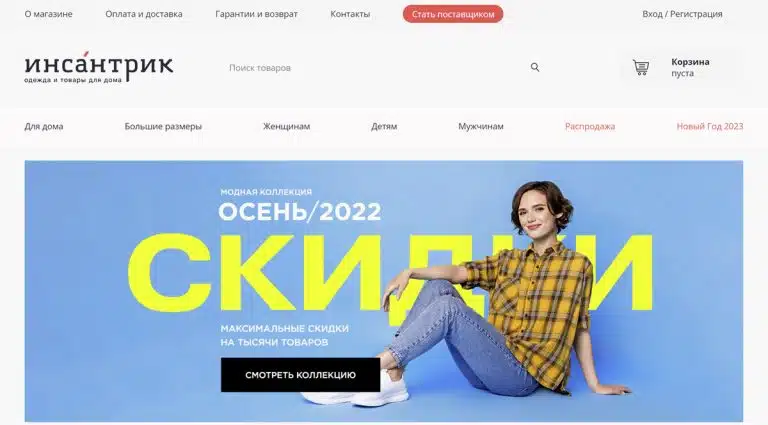 О магазине
Оплата и доставка
Гарантии и возврат
Контакты
Стать поставщиком
Вход / Регистрация
инса́нтрик
одежда и товары для дома
Поиск товаров
Корзина
пуста
Для дома
Большие размеры
Женщинам
Детям
Мужчинам
Распродажа
Новый Год 2023
МОДНАЯ КОЛЛЕКЦИЯ
ОСЕНЬ/2022
СКИДКИ
МАКСИМАЛЬНЫЕ СКИДКИ
НА ТЫСЯЧИ ТОВАРОВ
СМОТРЕТЬ КОЛЛЕКЦИЮ